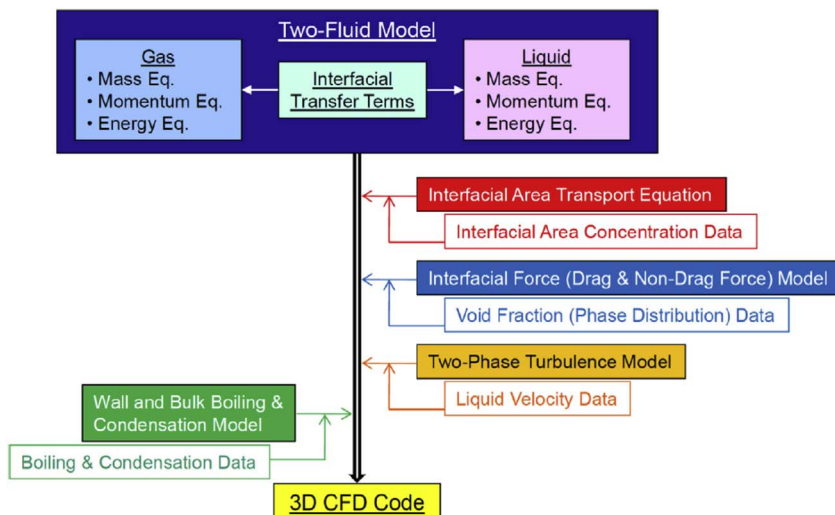 Two-Fluid Model
Gas
• Mass Eq.
• Momentum Eq.
• Energy Eq.
Interfacial
Transfer Terms
Liquid
• Mass Eq.
• Momentum Eq.
• Energy Eq.
Interfacial Area Transport Equation
Interfacial Area Concentration Data
Interfacial Force (Drag & Non-Drag Force) Model
Void Fraction (Phase Distribution) Data
Two-Phase Turbulence Model
Liquid Velocity Data
Wall and Bulk Boiling &
Condensation Model
Boiling & Condensation Data
3D CFD Code